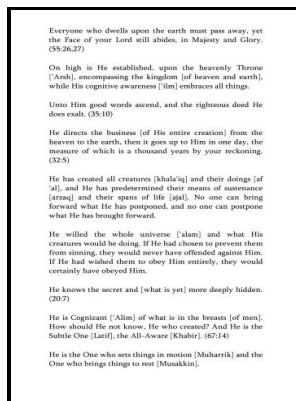 Everyone who dwells upon the earth must pass away, yet
the Face of your Lord still abides, in Majesty and Glory.
(55:26,27)
On high is He established, upon the heavenly Throne
['Arsh], encompassing the kingdom [of heaven and earth],
while His cognitive awareness ['ilm] embraces all things.
Unto Him good words ascend, and the righteous deed He
does exalt. (35:10)
He directs the business [of His entire creation] from the
heaven to the earth, then it goes up to Him in one day, the
measure of which is a thousand years by your reckoning.
(32:5)
He has created all creatures [khala'iq] and their doings [af
'al], and He has predetermined their means of sustenance
[arzaq] and their spans of life [ajal]. No one can bring
forward what He has postponed, and no one can postpone
what He has brought forward.
He willed the whole universe ['alam] and what His
creatures would be doing. If He had chosen to prevent them
from sinning, they would never have offended against Him.
If He had wished them to obey Him entirely, they would
certainly have obeyed Him.
He knows the secret and [what is yet] more deeply hidden.
(20:7)
He is Cognizant ['Alim] of what is in the breasts [of men].
How should He not know, He who created? And He is the
Subtle One [Latif], the All-Aware [Khabir]. (67:14)
He is the One who sets things in motion [Muharrik] and the
One who brings things to rest [Musakkin].